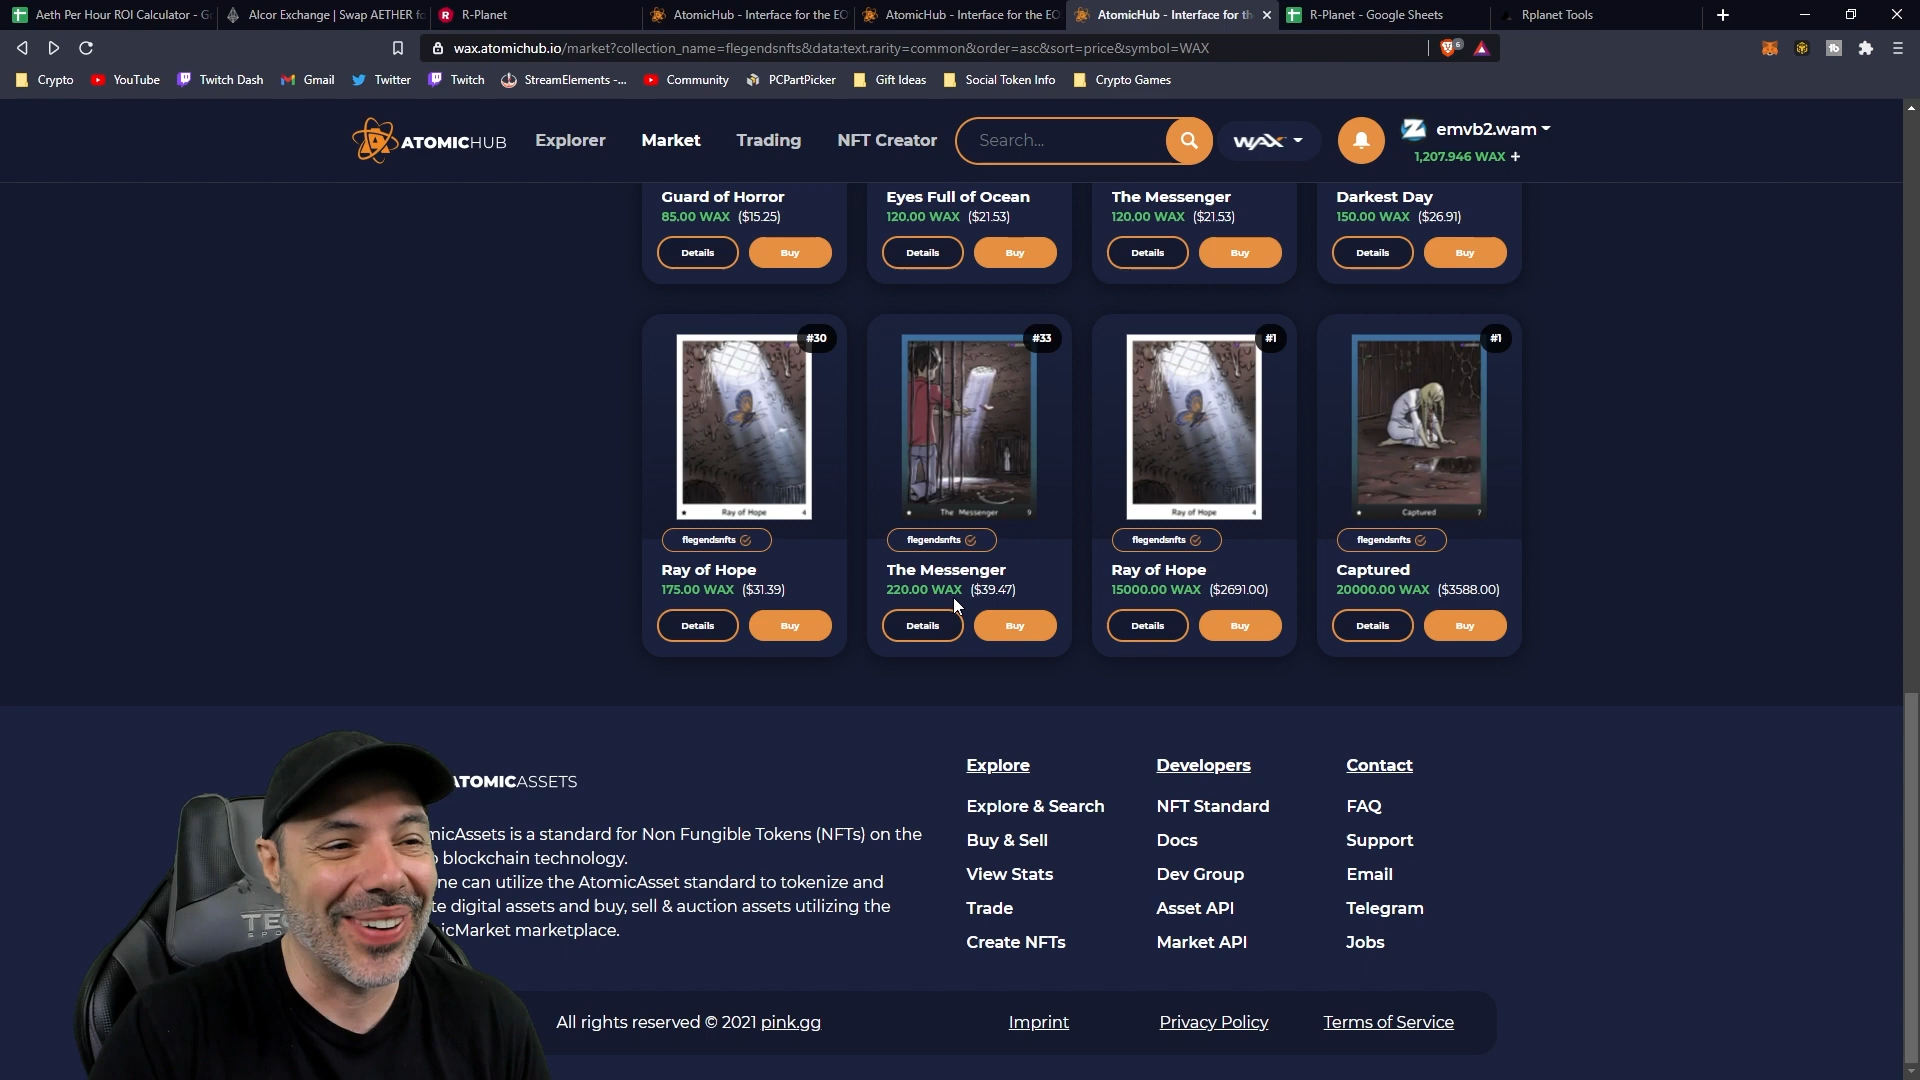 Aeth Per Hour ROI Calculator - G
Alcor Exchange | Swap AETHER fo
R-Planet
AtomicHub - Interface for the EO
AtomicHub - Interface for the EO
AtomicHub - Interface for th
R-Planet - Google Sheets
Rplanet Tools
wax.atomichub.io/market?collection_name=flegendsnfts&data:text.rarity=common&order=asc&sort=price&symbol=WAX
6
Crypto
YouTube
Twitch Dash
Gmail
Twitter
Twitch
StreamElements -...
Community
PCPartPicker
Gift Ideas
Social Token Info
Crypto Games
ATOMICHUB
Explorer
Market
Trading
NFT Creator
Search...
WAX
emvb2.wam
1,207.946 WAX +
Guard of Horror
85.00 WAX ($15.25)
Details Buy
Eyes Full of Ocean
120.00 WAX ($21.53)
Details Buy
The Messenger
120.00 WAX ($21.53)
Details Buy
Darkest Day
150.00 WAX ($26.91)
Details Buy
#30
Ray of Hope 4
flegendsnfts
Ray of Hope
175.00 WAX ($31.39)
Details Buy
#33
The Messenger 9
flegendsnfts
The Messenger
220.00 WAX ($39.47)
Details Buy
#1
Ray of Hope 4
flegendsnfts
Ray of Hope
15000.00 WAX ($2691.00)
Details Buy
#1
Captured 7
flegendsnfts
Captured
20000.00 WAX ($3588.00)
Details Buy
ATOMICASSETS
micAssets is a standard for Non Fungible Tokens (NFTs) on the
blockchain technology.
ne can utilize the AtomicAsset standard to tokenize and
te digital assets and buy, sell & auction assets utilizing the
icMarket marketplace.
Explore
Explore & Search
Buy & Sell
View Stats
Trade
Create NFTs
Developers
NFT Standard
Docs
Dev Group
Asset API
Market API
Contact
FAQ
Support
Email
Telegram
Jobs
All rights reserved © 2021 pink.gg
Imprint
Privacy Policy
Terms of Service